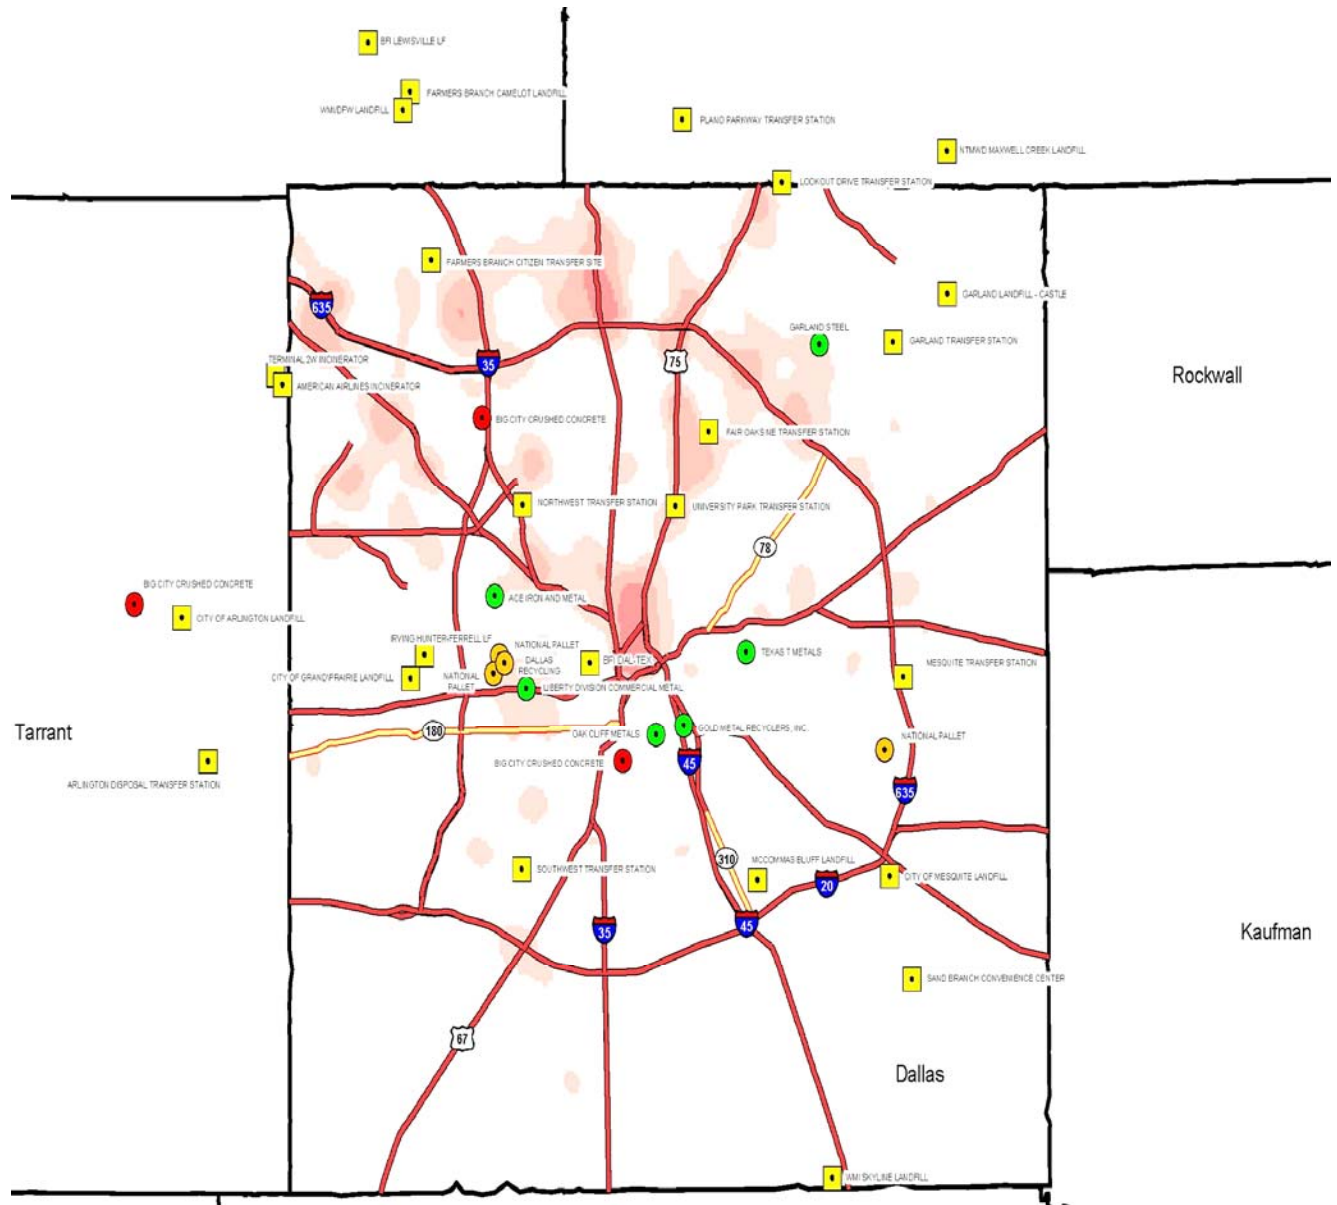 BFI LEWISVILLE LF
FARMERS BRANCH CAMELOT LANDFILL
WMI/DFW LANDFILL
PLANO PARKWAY TRANSFER STATION
NTMWD MAXWELL CREEK LANDFILL
LOOKOUT DRIVE TRANSFER STATION
FARMERS BRANCH CITIZEN TRANSFER SITE
GARLAND LANDFILL - CASTLE
635
GARLAND STEEL
GARLAND TRANSFER STATION
TERMINAL 2W INCINERATOR
35
75
AMERICAN AIRLINES INCINERATOR
Rockwall
BIG CITY CRUSHED CONCRETE
FAIR OAKS NE TRANSFER STATION
NORTHWEST TRANSFER STATION
UNIVERSITY PARK TRANSFER STATION
78
BIG CITY CRUSHED CONCRETE
ACE IRON AND METAL
CITY OF ARLINGTON LANDFILL
IRVING HUNTER-FERRELL LF
NATIONAL PALLET
DALLAS
RECYCLING
BFI DAL-TEX
TEXAS T METALS
MESQUITE TRANSFER STATION
CITY OF GRAND PRAIRIE LANDFILL
NATIONAL
PALLET
LIBERTY DIVISION COMMERCIAL METAL
Tarrant
180
OAK CLIFF METALS
GOLD METAL RECYCLERS, INC.
NATIONAL PALLET
BIG CITY CRUSHED CONCRETE
45
ARLINGTON DISPOSAL TRANSFER STATION
635
310
MCCOMMAS BLUFF LANDFILL
SOUTHWEST TRANSFER STATION
20
CITY OF MESQUITE LANDFILL
35
45
Kaufman
SAND BRANCH CONVENIENCE CENTER
67
Dallas
WMI SKYLINE LANDFILL